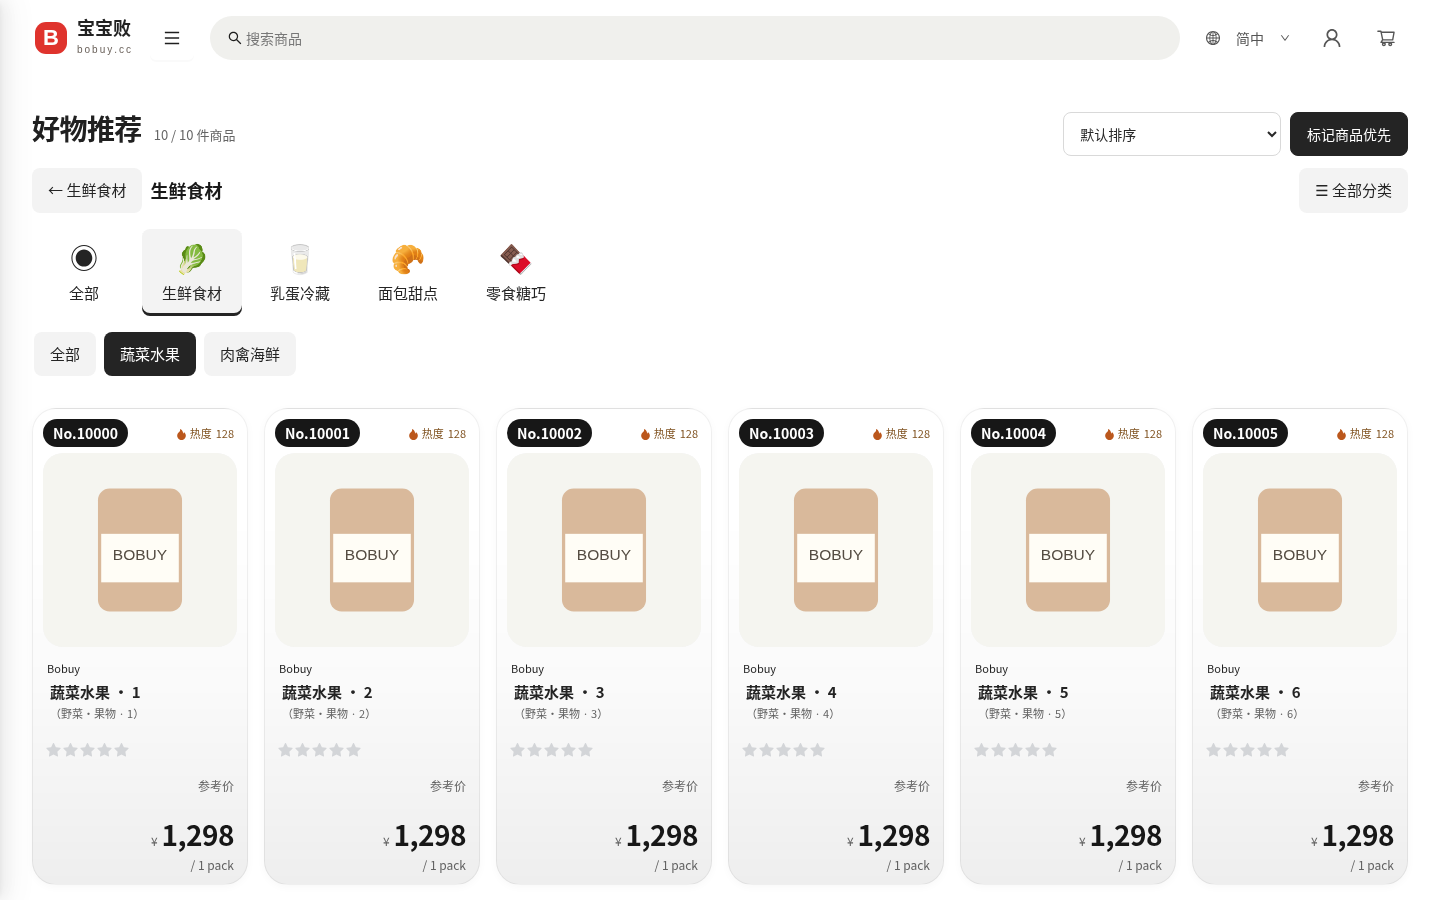 B 宝宝败
bobuy.cc
搜索商品
简中
好物推荐 10 / 10 件商品
默认排序
标记商品优先
← 生鲜食材 生鲜食材
☰ 全部分类
全部 生鲜食材 乳蛋冷藏 面包甜点 零食糖巧
全部 蔬菜水果 肉禽海鲜
No.10000 热度 128
BOBUY
Bobuy
蔬菜水果 · 1
（野菜・果物 · 1）
参考价
¥ 1,298
/ 1 pack
No.10001 热度 128
BOBUY
Bobuy
蔬菜水果 · 2
（野菜・果物 · 2）
参考价
¥ 1,298
/ 1 pack
No.10002 热度 128
BOBUY
Bobuy
蔬菜水果 · 3
（野菜・果物 · 3）
参考价
¥ 1,298
/ 1 pack
No.10003 热度 128
BOBUY
Bobuy
蔬菜水果 · 4
（野菜・果物 · 4）
参考价
¥ 1,298
/ 1 pack
No.10004 热度 128
BOBUY
Bobuy
蔬菜水果 · 5
（野菜・果物 · 5）
参考价
¥ 1,298
/ 1 pack
No.10005 热度 128
BOBUY
Bobuy
蔬菜水果 · 6
（野菜・果物 · 6）
参考价
¥ 1,298
/ 1 pack